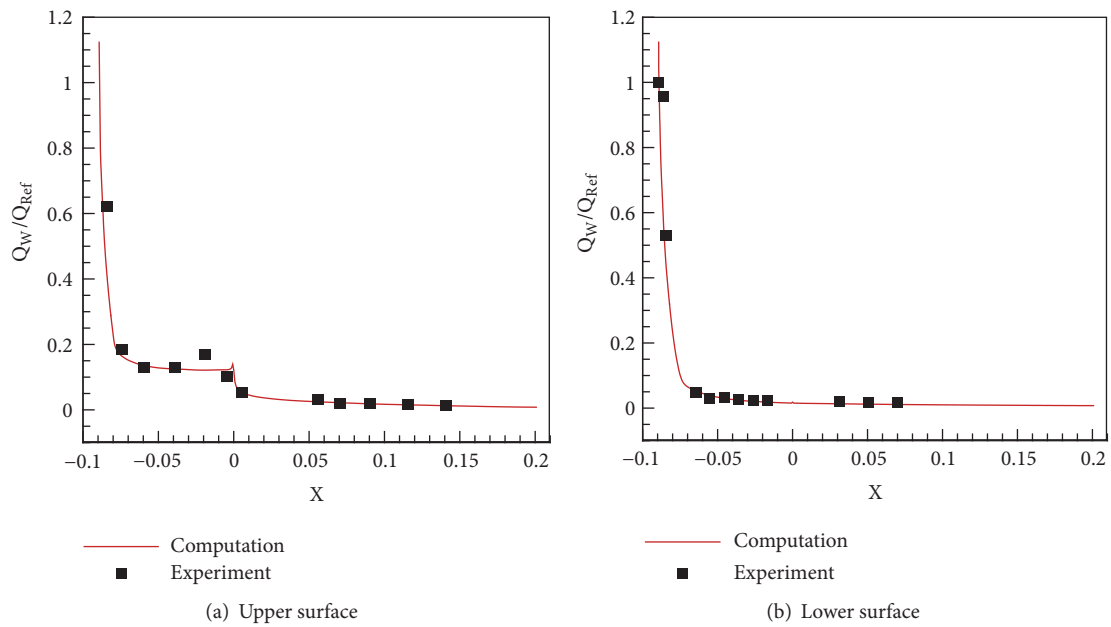 1.2
1
0.8
0.6
0.4
0.2
0
Q_W/Q_Ref
−0.1 −0.05 0 0.05 0.1 0.15 0.2
X
Computation
Experiment
(a) Upper surface
1.2
1
0.8
0.6
0.4
0.2
0
Q_W/Q_Ref
−0.1 −0.05 0 0.05 0.1 0.15 0.2
X
Computation
Experiment
(b) Lower surface